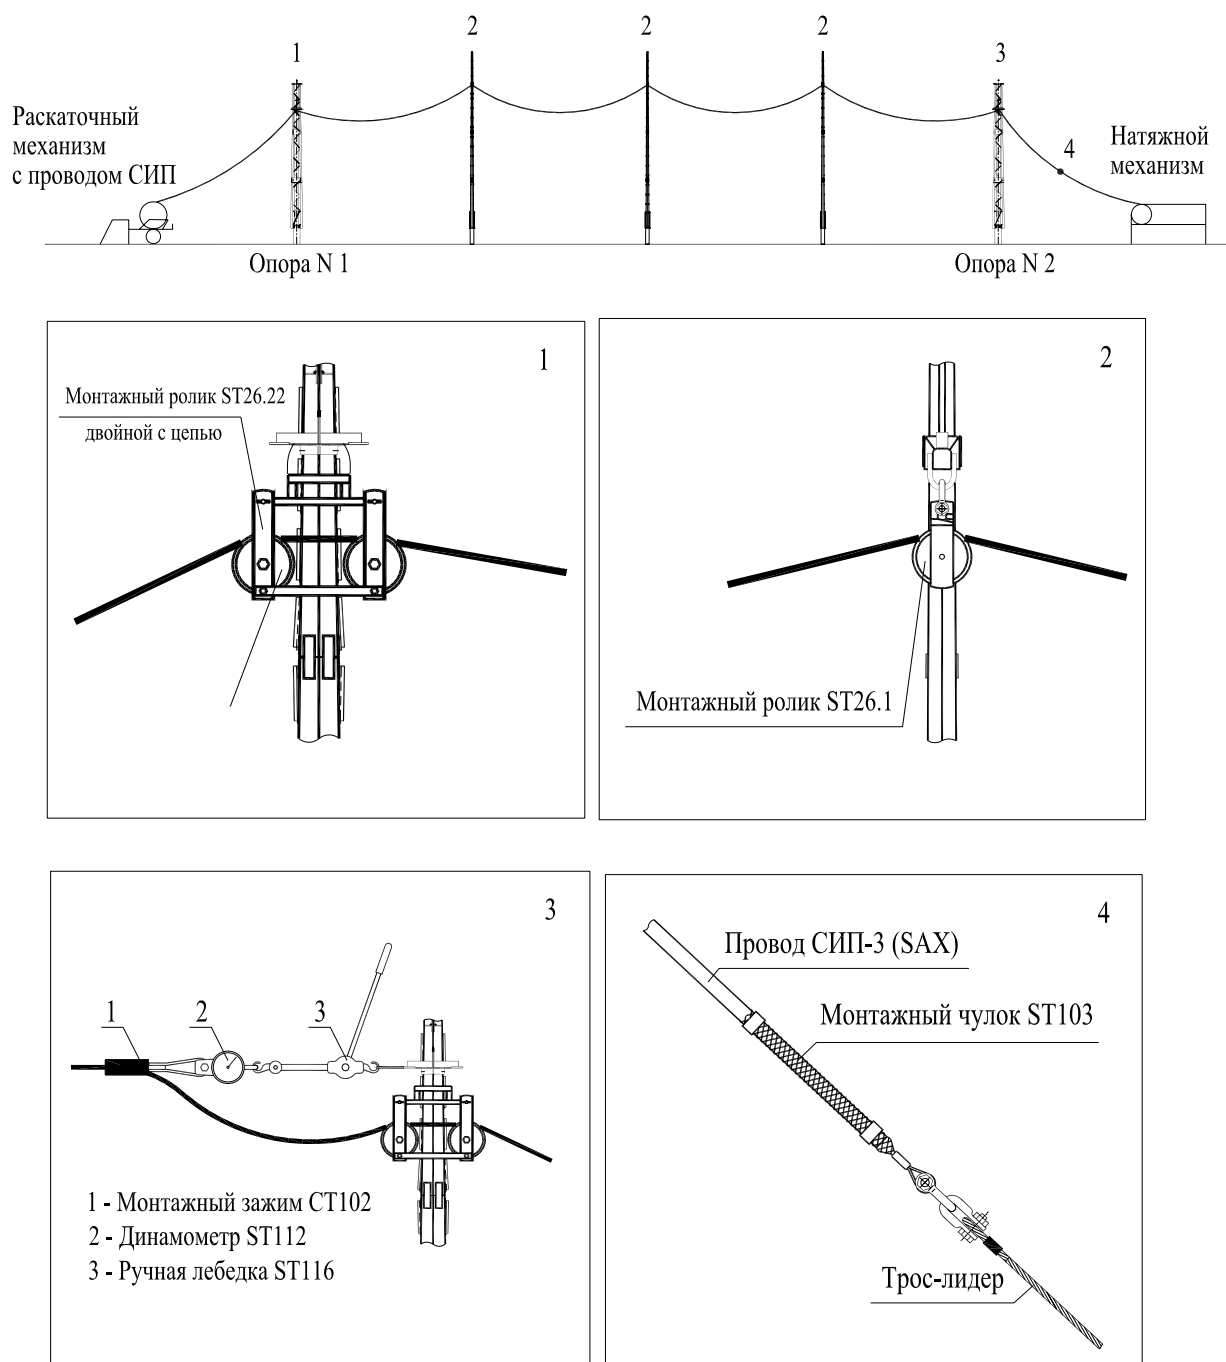 1
2
2
2
3
Раскаточный
механизм
с проводом СИП
4
Натяжной
механизм
Опора N 1
Опора N 2
1
Монтажный ролик ST26.22
двойной с цепью
2
Монтажный ролик ST26.1
3
1
2
3
1 - Монтажный зажим СТ102
2 - Динамометр ST112
3 - Ручная лебедка ST116
4
Провод СИП-3 (SAX)
Монтажный чулок ST103
Трос-лидер